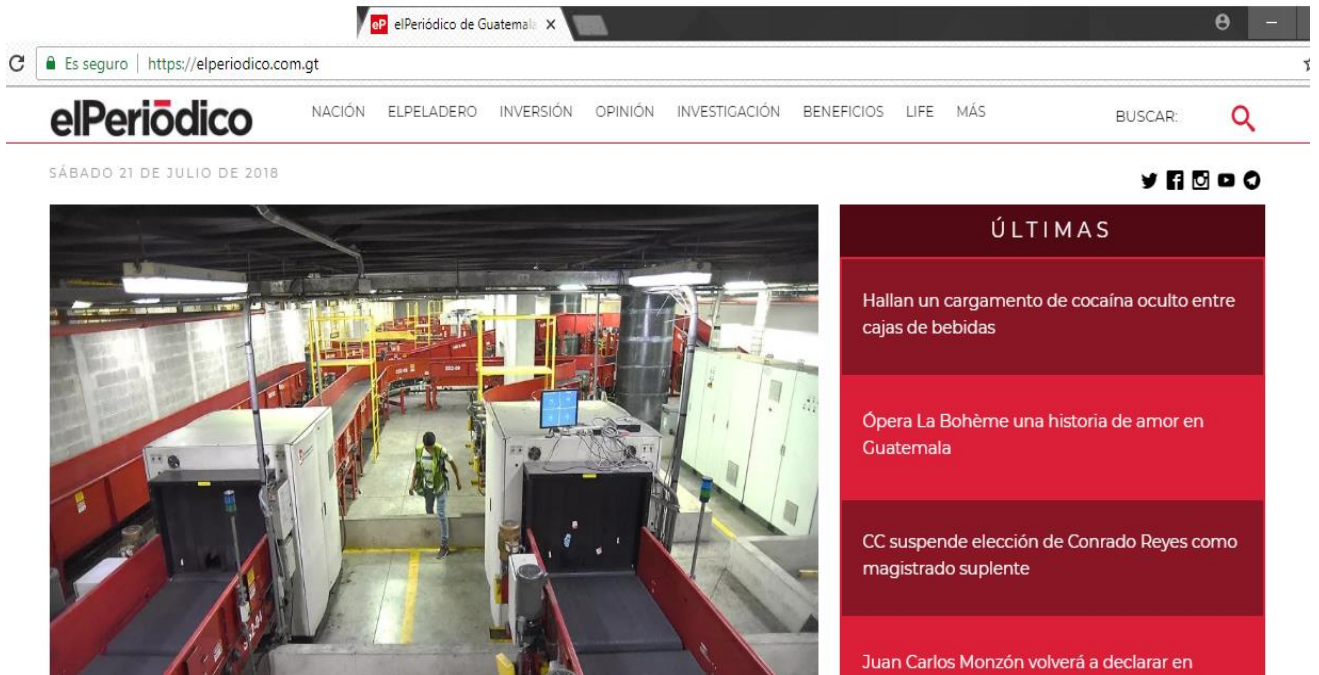 eP elPeriódico de Guatemala
Es seguro | https://elperiodico.com.gt
elPeriódico
NACIÓN ELPELADERO INVERSIÓN OPINIÓN INVESTIGACIÓN BENEFICIOS LIFE MÁS BUSCAR:
SÁBADO 21 DE JULIO DE 2018
ÚLTIMAS
Hallan un cargamento de cocaína oculto entre
cajas de bebidas
Ópera La Bohème una historia de amor en
Guatemala
CC suspende elección de Conrado Reyes como
magistrado suplente
Juan Carlos Monzón volverá a declarar en